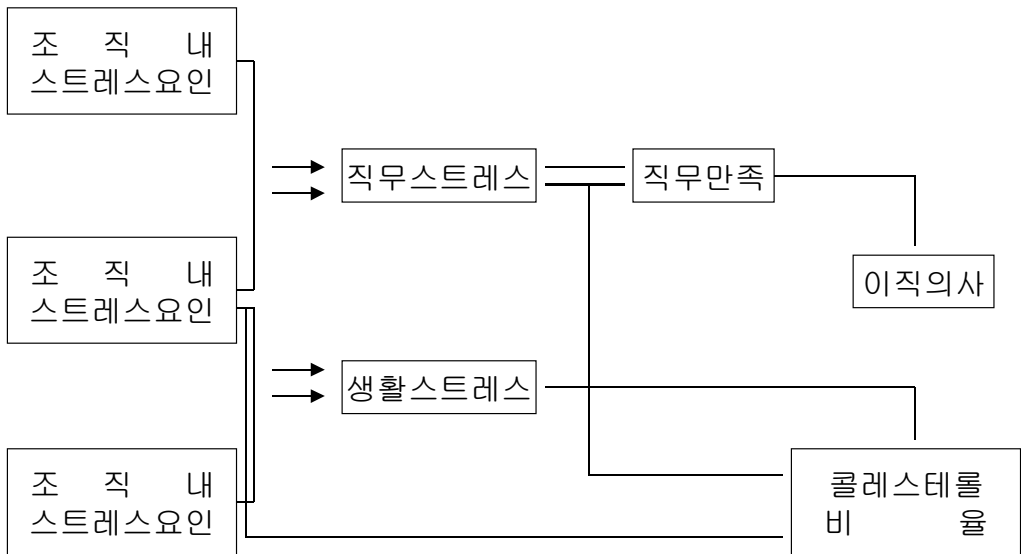 조 직 내
스트레스요인
직무스트레스
직무만족
조 직 내
스트레스요인
이직의사
생활스트레스
조 직 내
스트레스요인
콜레스테롤
비 율